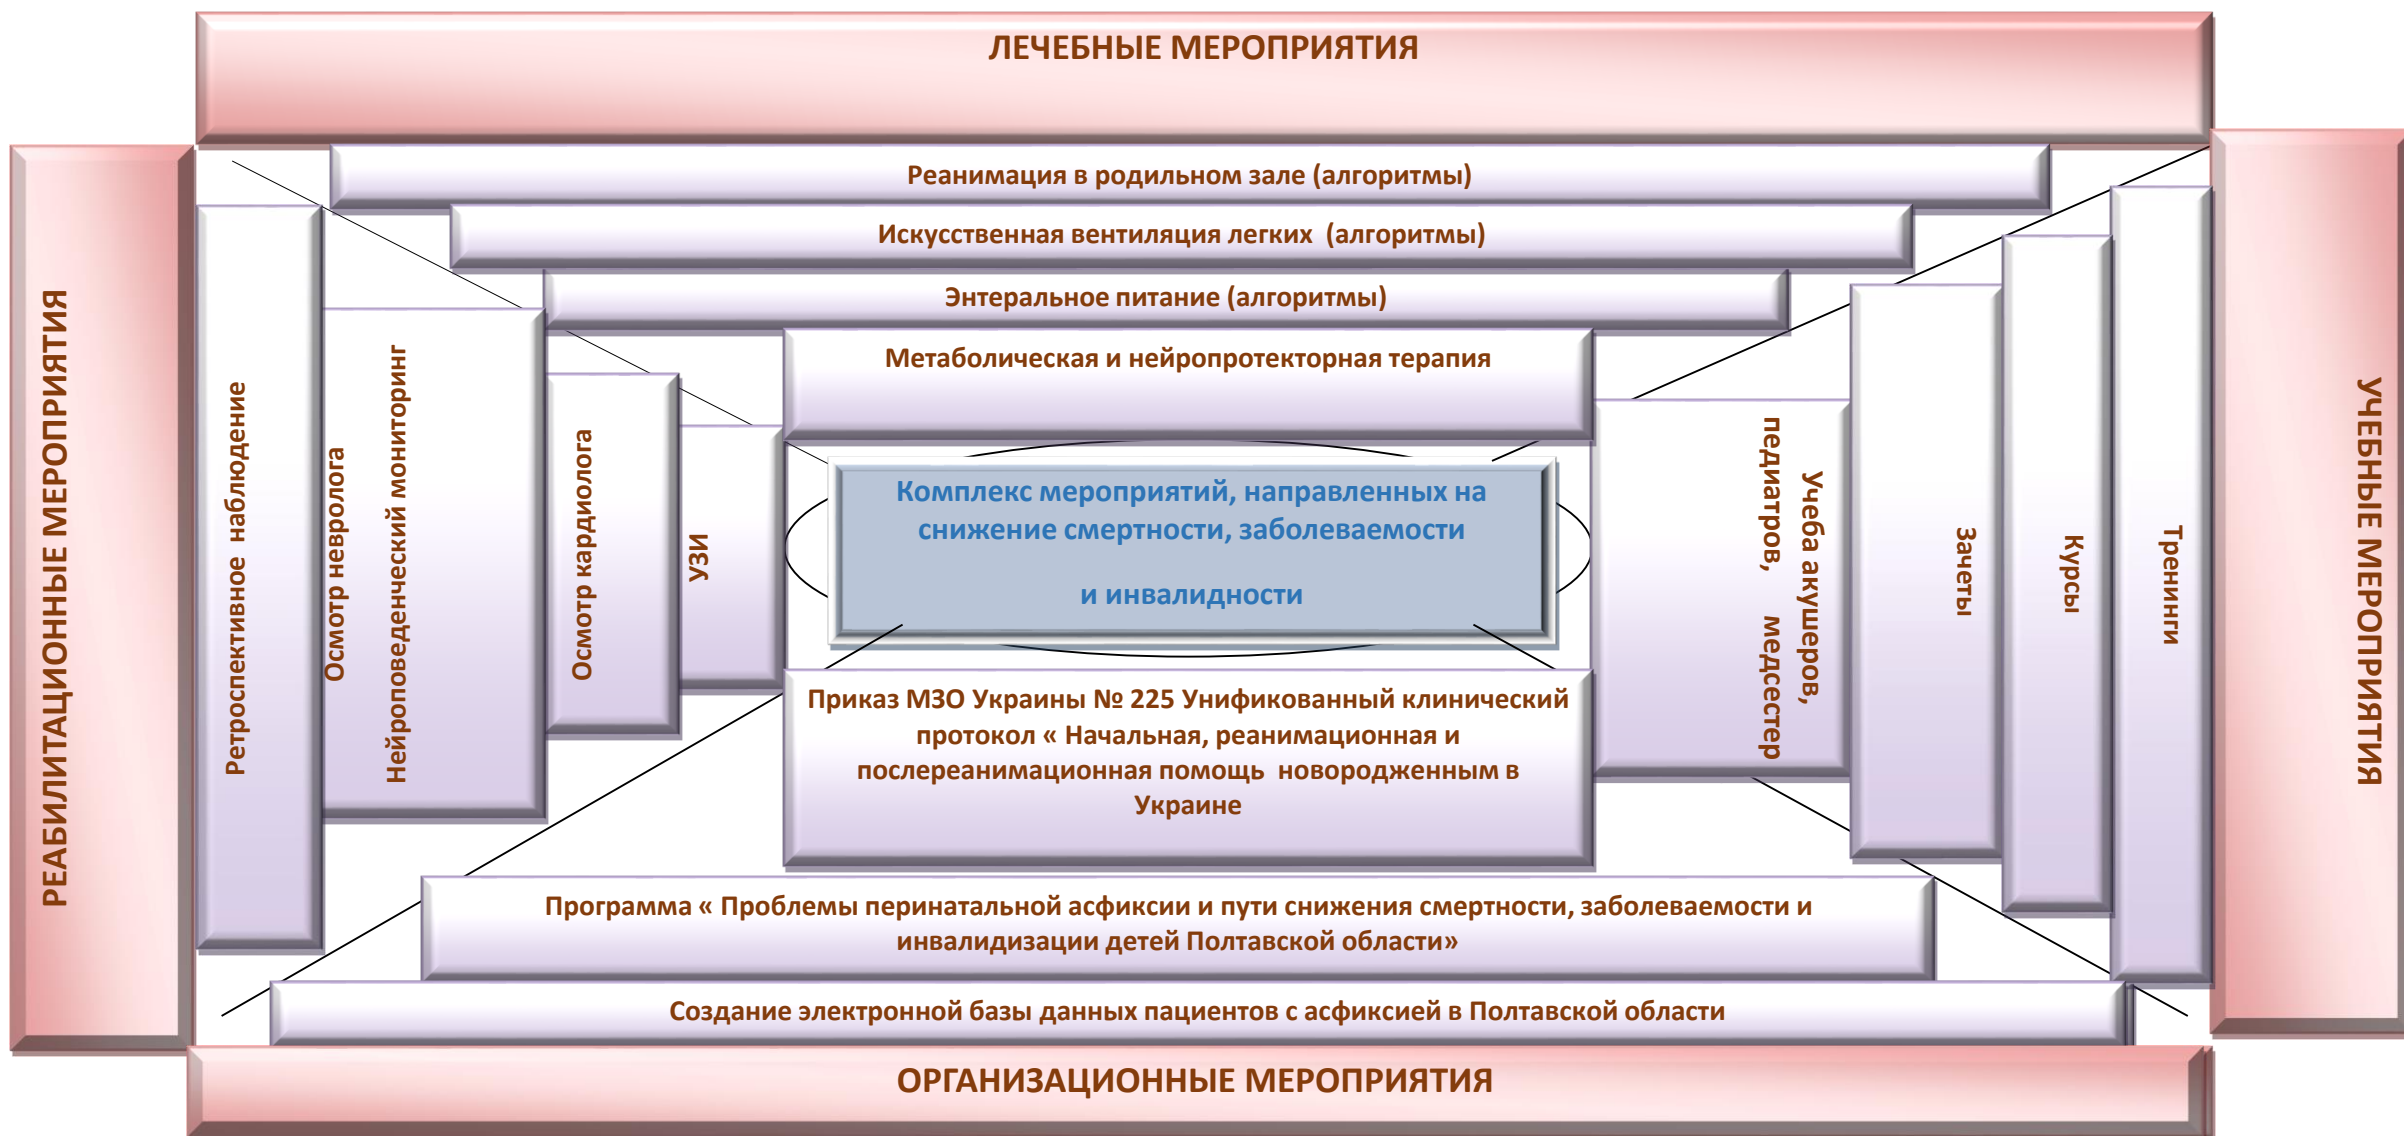 ЛЕЧЕБНЫЕ МЕРОПРИЯТИЯ
Реанимация в родильном зале (алгоритмы)
Искусственная вентиляция легких (алгоритмы)
Энтеральное питание (алгоритмы)
Метаболическая и нейропротекторная терапия
РЕАБИЛИТАЦИОННЫЕ МЕРОПРИЯТИЯ
Ретроспективное наблюдение
Осмотр невролога
Нейроповеденческий мониторинг
Осмотр кардиолога
УЗИ
Комплекс мероприятий, направленных на
снижение смертности, заболеваемости
и инвалидности
Учеба акушеров,
педиатров, медсестер
Зачеты
Курсы
Тренинги
УЧЕБНЫЕ МЕРОПРИЯТИЯ
Приказ МЗО Украины № 225 Унификованный клинический
протокол « Начальная, реанимационная и
послереанимационная помощь новородженным в
Украине
Программа « Проблемы перинатальной асфиксии и пути снижения смертности, заболеваемости и
инвалидизации детей Полтавской области»
Создание электронной базы данных пациентов с асфиксией в Полтавской области
ОРГАНИЗАЦИОННЫЕ МЕРОПРИЯТИЯ